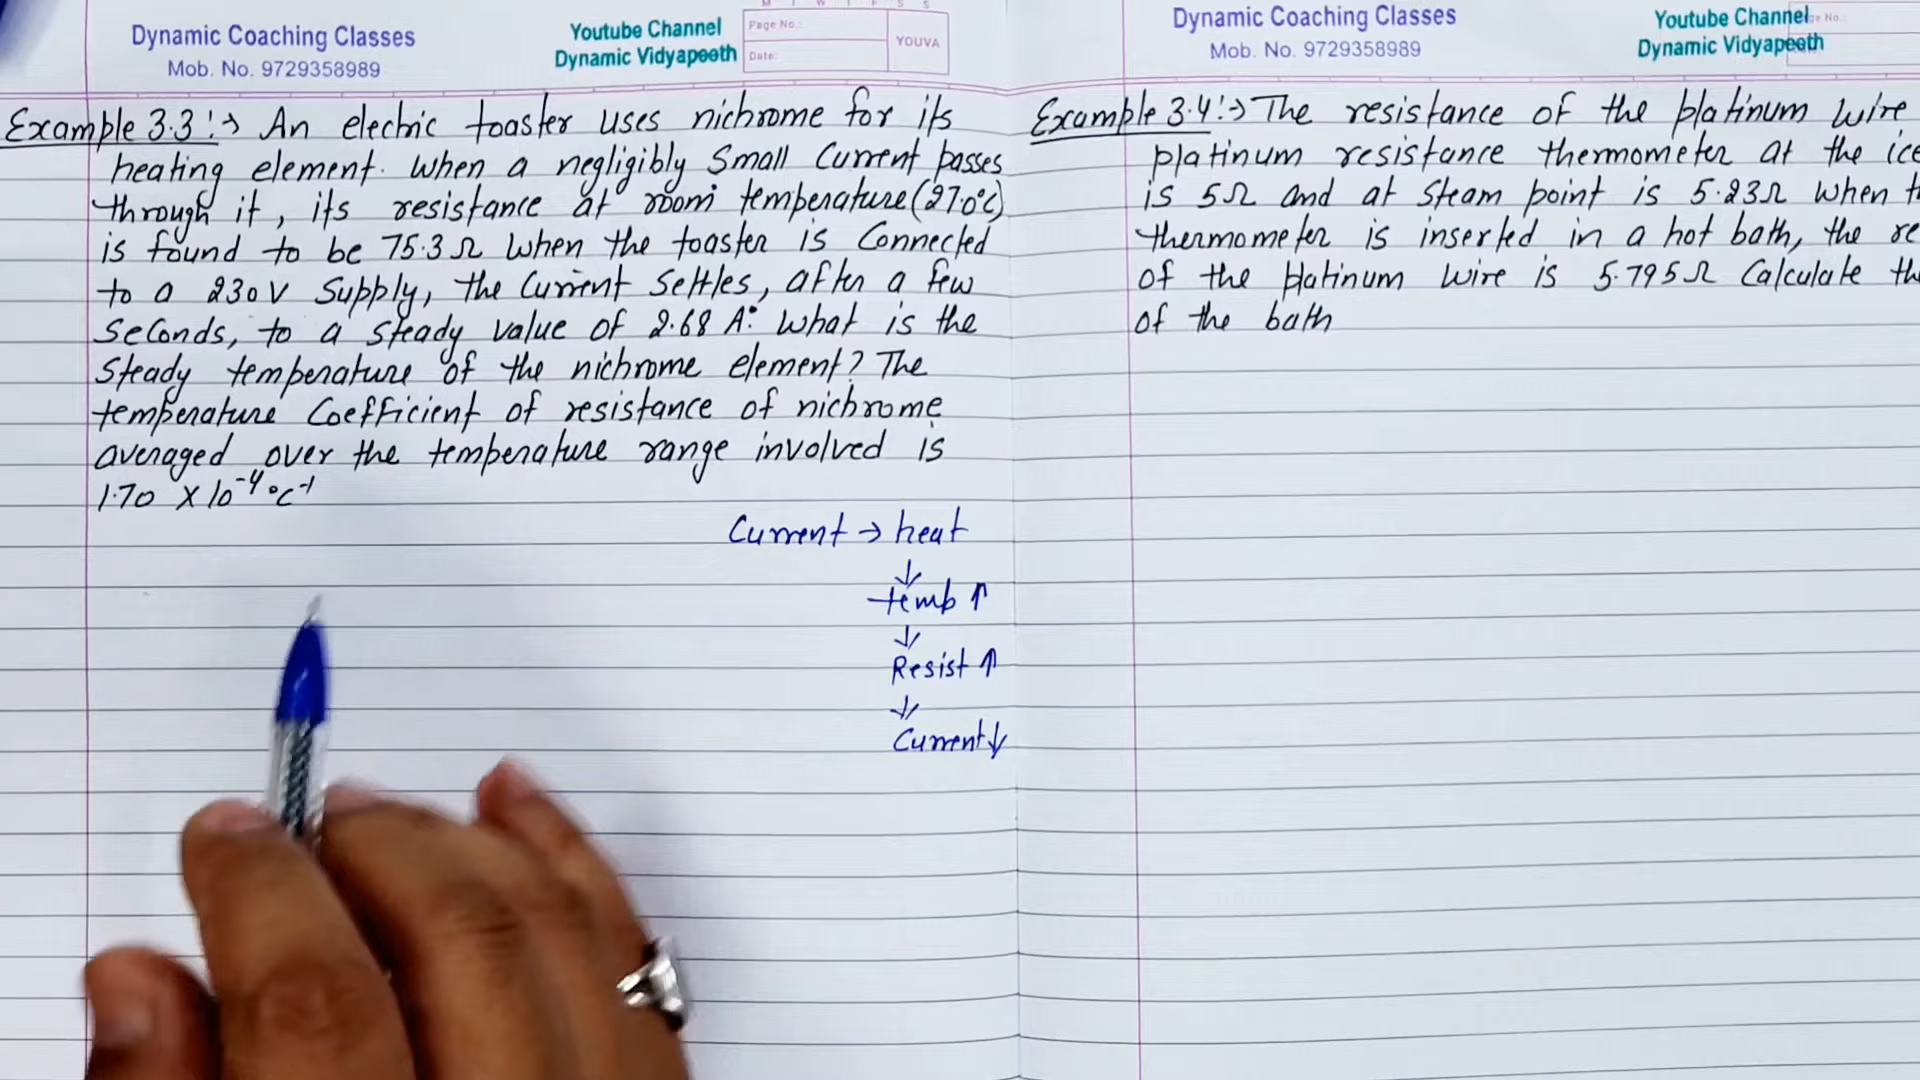 Dynamic Coaching Classes
Mob. No. 9729358989
Youtube Channel
Dynamic Vidyapeeth
Page No.:
Date:
YOUVA
Example 3.3 :→ An electric toaster uses nichrome for its
heating element. When a negligibly Small Current passes
through it, its resistance at room temperature (27.0°C)
is found to be 75.3 Ω When the toaster is Connected
to a 230 V Supply, the Current Settles, after a few
Seconds, to a steady value of 2.68 A. What is the
Steady temperature of the nichrome element? The
temperature Coefficient of resistance of nichrome
averaged over the temperature range involved is
1.70 × 10⁻⁴ °C⁻¹
Current → heat
↓
temp ↑
↓
Resist ↑
↓
Current ↓
Dynamic Coaching Classes
Mob. No. 9729358989
Youtube Channel
Dynamic Vidyapeeth
Example 3.4 :→ The resistance of the platinum wire
platinum resistance thermometer at the ice
is 5Ω and at Steam point is 5.23Ω When
thermometer is inserted in a hot bath, the
of the platinum wire is 5.795Ω Calculate
of the bath